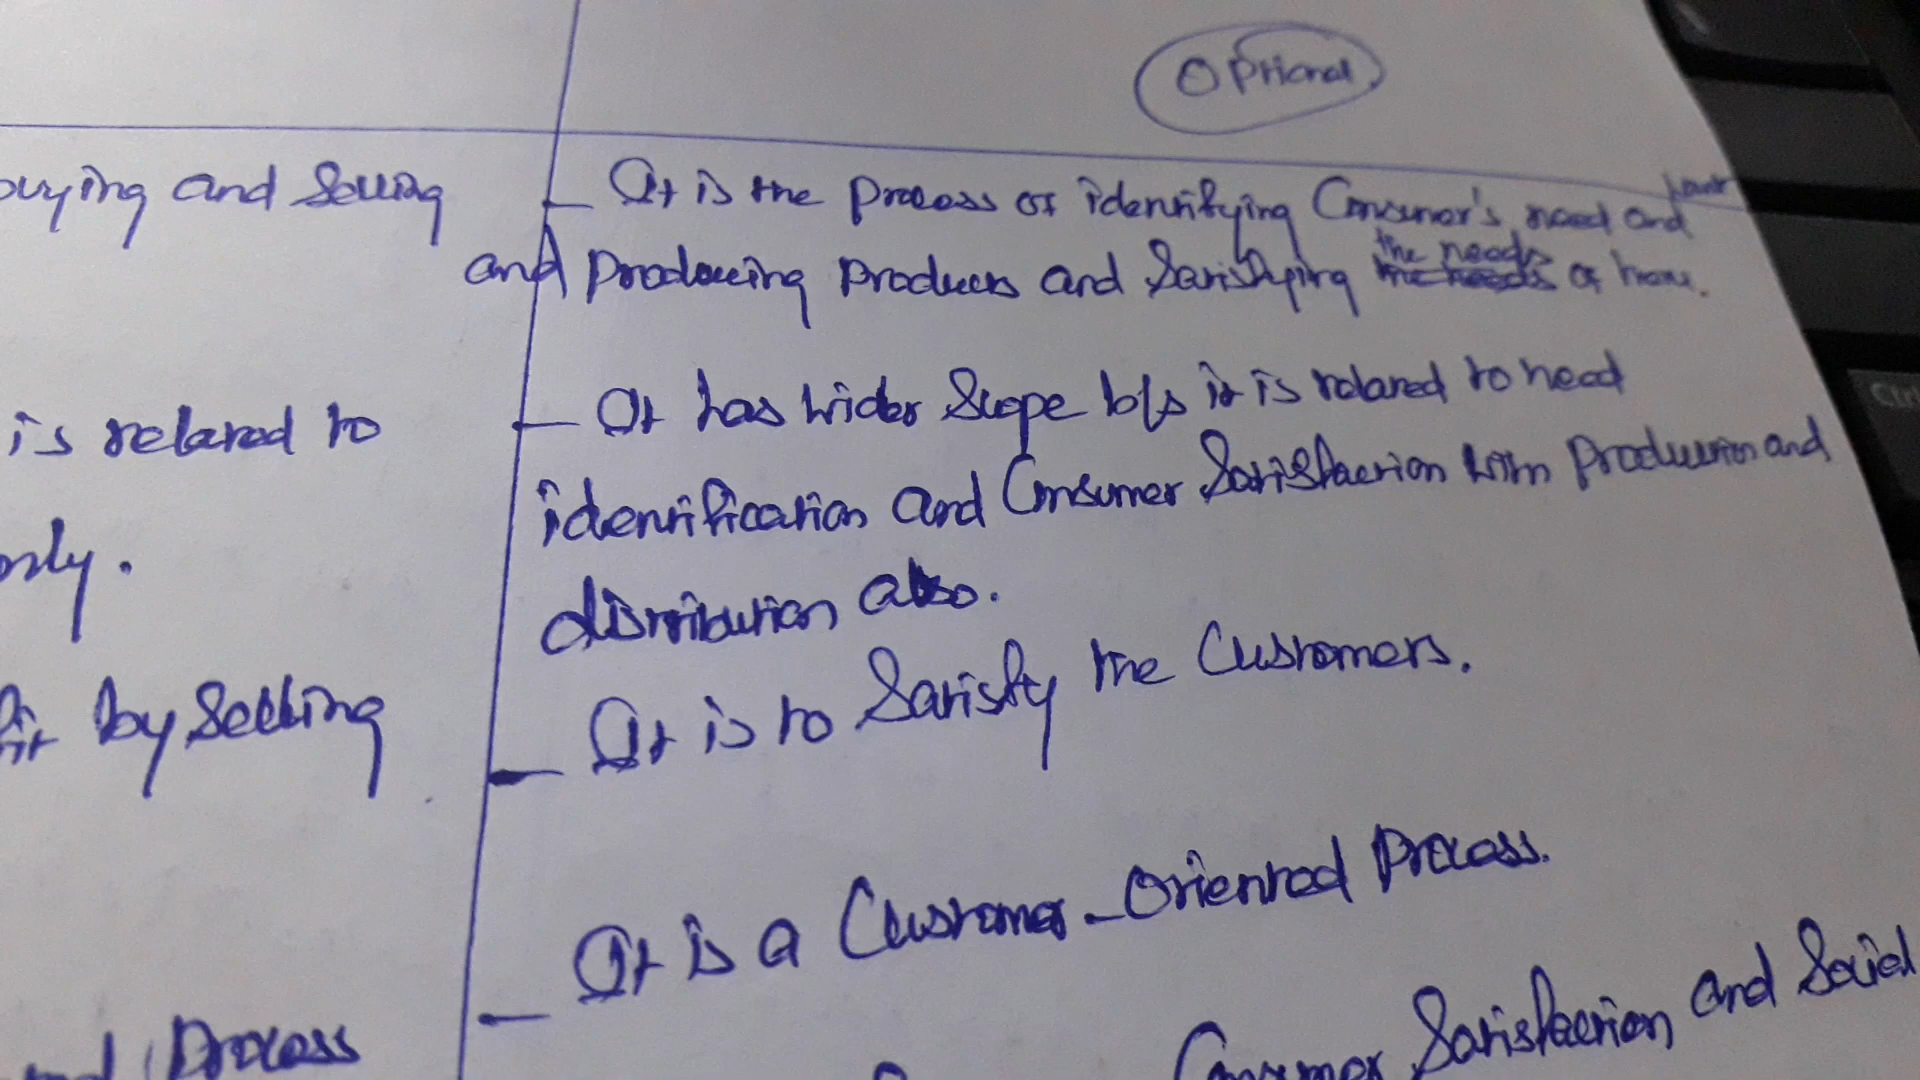 Optional
buying and Selling
is related to
only.
fit by Selling
Process
- It is the process of identifying Consumer's need and want
and producing products and Satisfying the needs of them.
- It has wider Scope b/s it is related to need
identification and Consumer Satisfaction with production and
distribution also.
- It is to Satisfy the Customers.
- It is a Customer-Oriented Process.
Consumer Satisfaction and Social